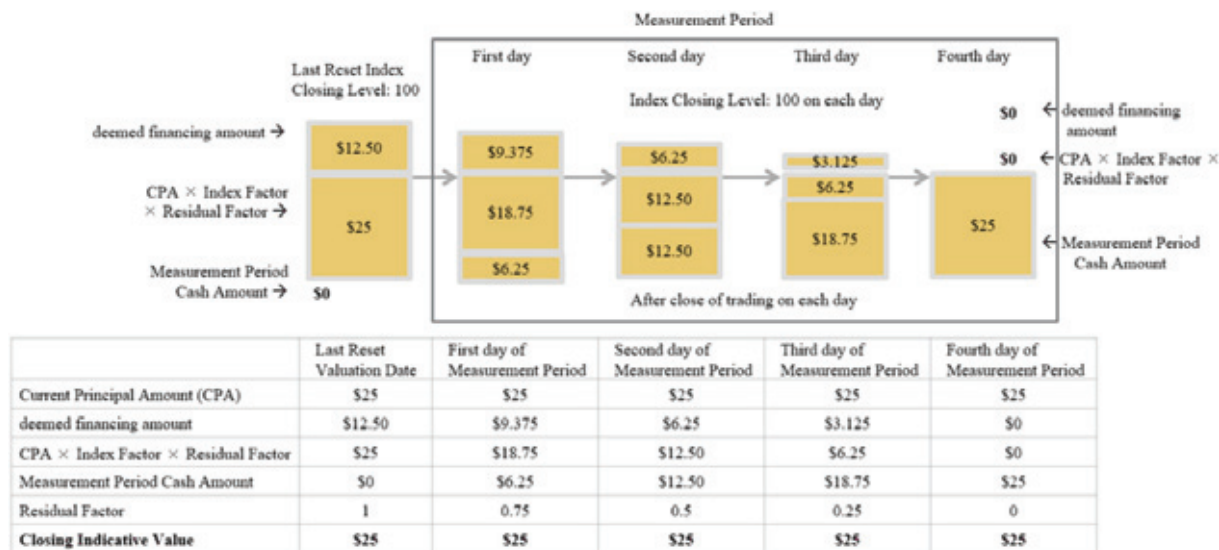 Measurement Period
First day Second day Third day Fourth day
Last Reset Index
Closing Level: 100
Index Closing Level: 100 on each day
deemed financing amount →
$12.50
$9.375
$6.25
$3.125
$0
← deemed financing
amount
CPA × Index Factor
× Residual Factor →
$25
$18.75
$12.50
$6.25
$0
← CPA × Index Factor ×
Residual Factor
Measurement Period
Cash Amount →
$0
$6.25
$12.50
$18.75
$25
← Measurement Period
Cash Amount
After close of trading on each day
Last Reset Valuation Date First day of Measurement Period Second day of Measurement Period Third day of Measurement Period Fourth day of Measurement Period
Current Principal Amount (CPA) $25 $25 $25 $25 $25
deemed financing amount $12.50 $9.375 $6.25 $3.125 $0
CPA × Index Factor × Residual Factor $25 $18.75 $12.50 $6.25 $0
Measurement Period Cash Amount $0 $6.25 $12.50 $18.75 $25
Residual Factor 1 0.75 0.5 0.25 0
Closing Indicative Value $25 $25 $25 $25 $25